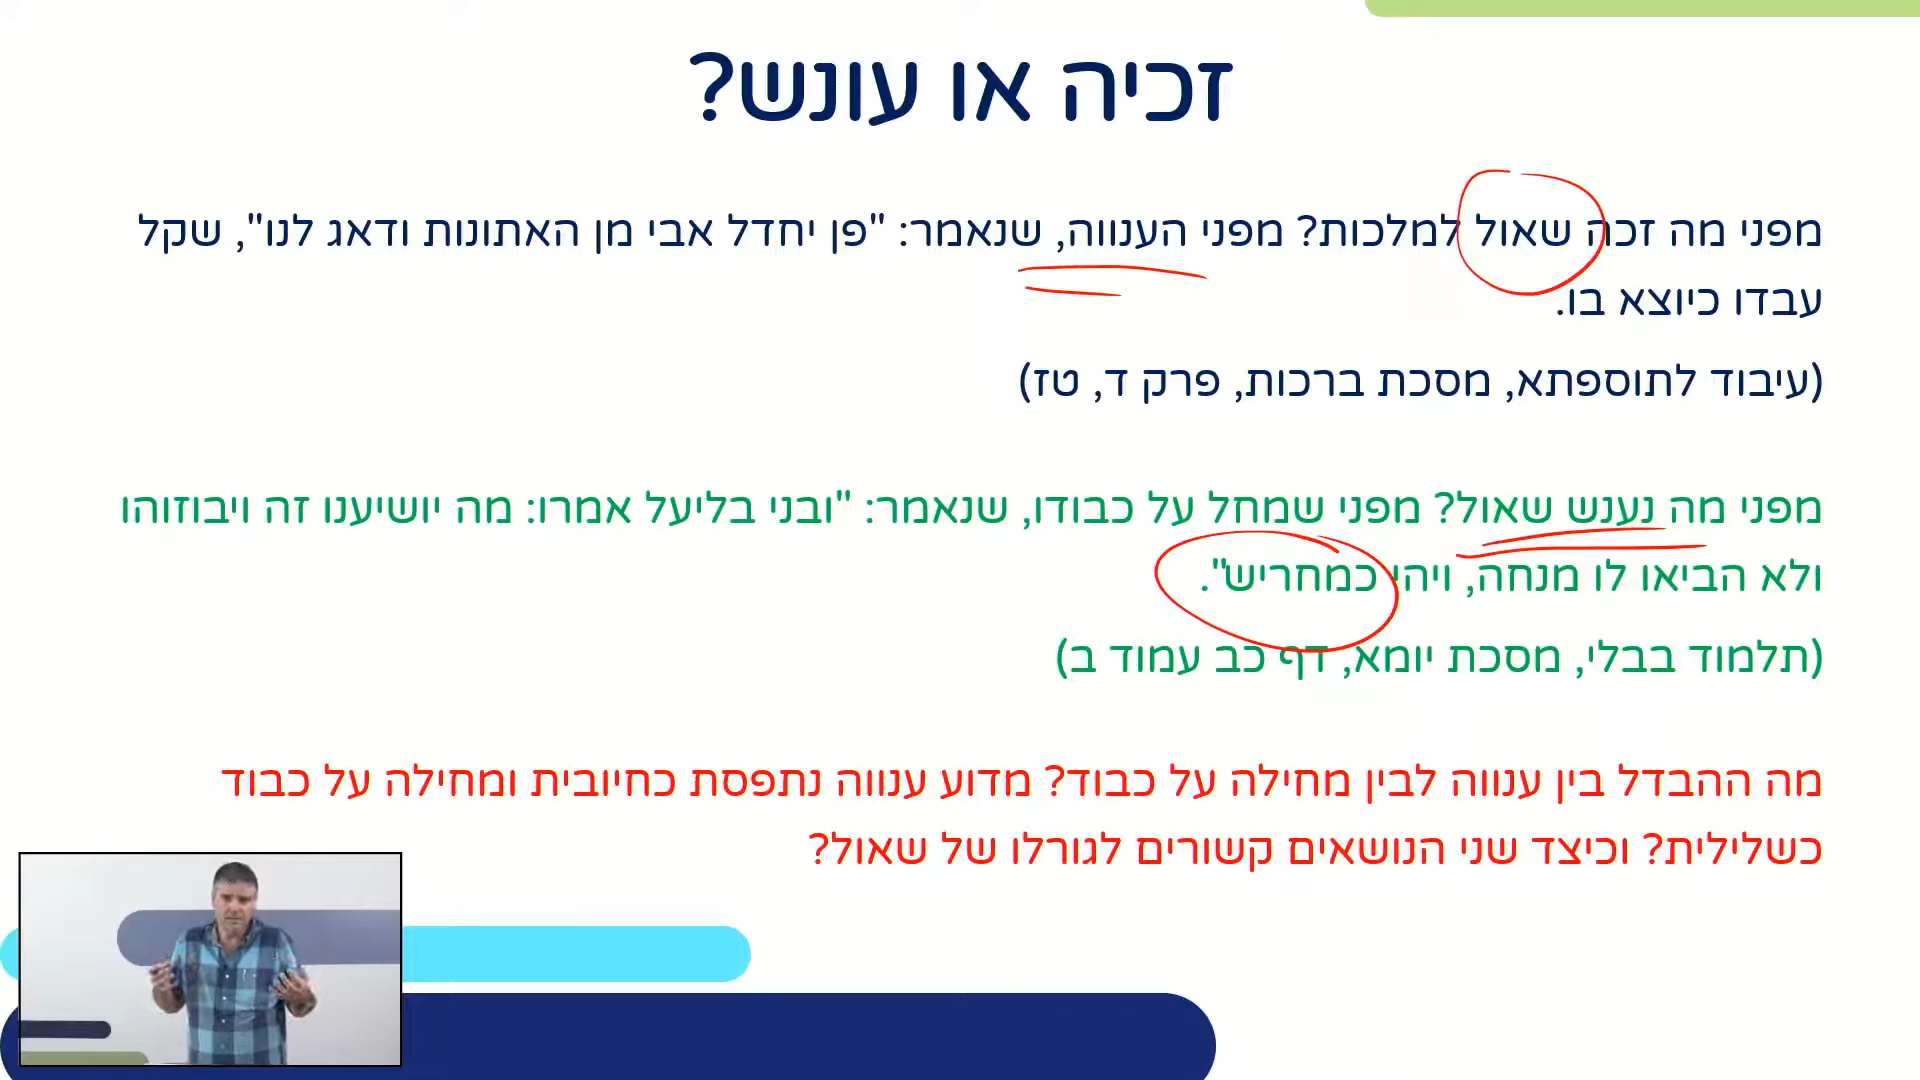 זכיה או עונש?
מפני מה זכה שאול למלכות? מפני הענווה, שנאמר: "פן יחדל אבי מן האתונות ודאג לנו", שקל
עבדו כיוצא בו.
(עיבוד לתוספתא, מסכת ברכות, פרק ד, טז)
מפני מה נענש שאול? מפני שמחל על כבודו, שנאמר: "ובני בליעל אמרו: מה יושיענו זה ויבוזוהו
ולא הביאו לו מנחה, ויהי כמחריש".
(תלמוד בבלי, מסכת יומא, דף כב עמוד ב)
מה ההבדל בין ענווה לבין מחילה על כבוד? מדוע ענווה נתפסת כחיובית ומחילה על כבוד
כשלילית? וכיצד שני הנושאים קשורים לגורלו של שאול?